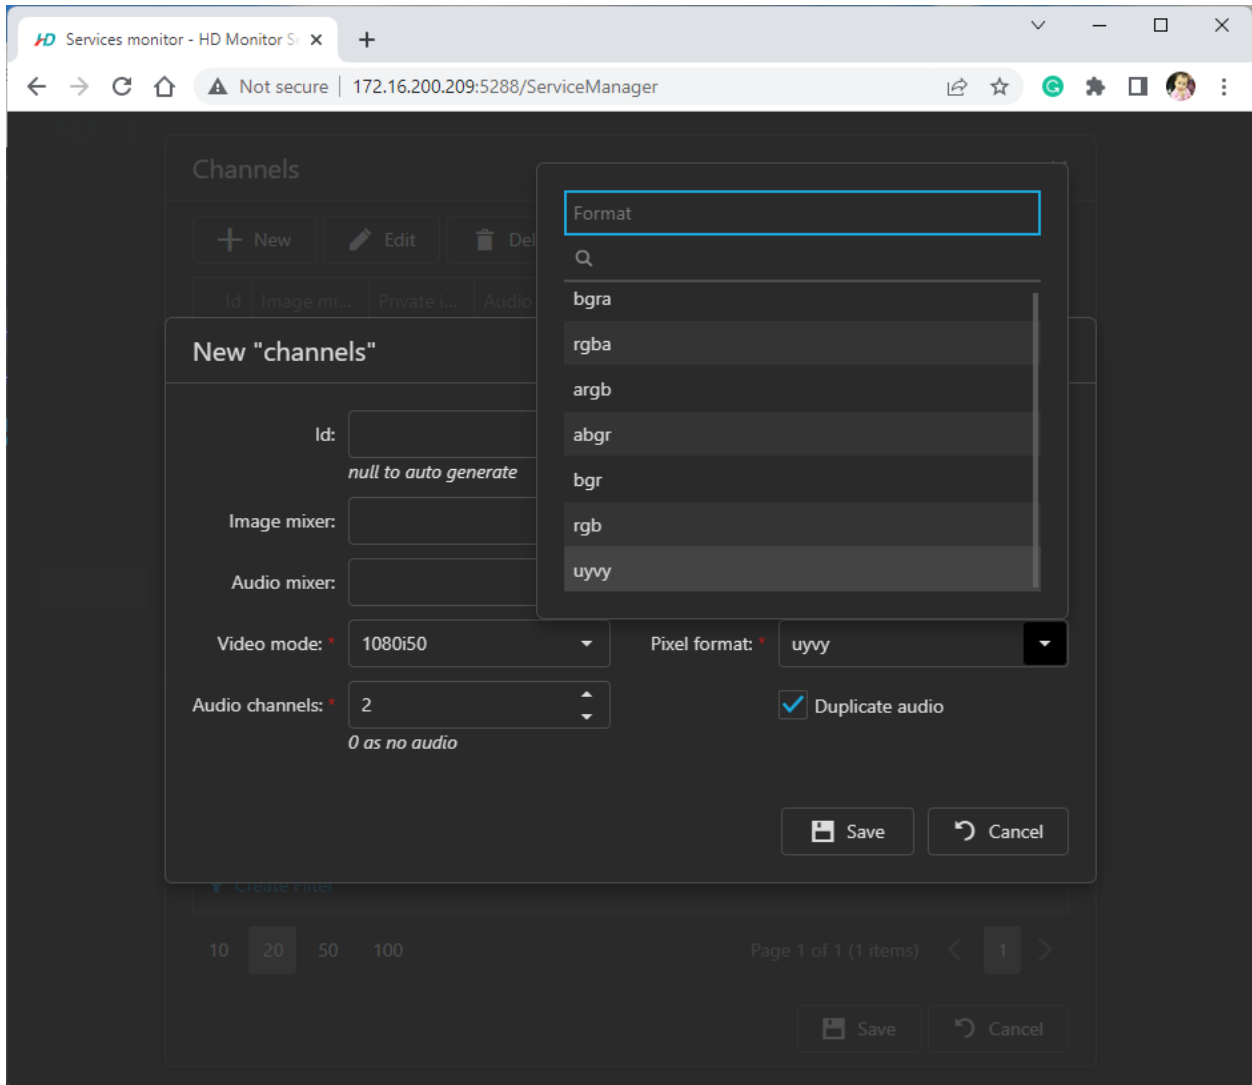 HD Services monitor - HD Monitor S
Not secure | 172.16.200.209:5288/ServiceManager
Channels
New Edit Del
Id Image mi... Private i... Audio
Format
bgra
rgba
argb
abgr
bgr
rgb
uyvy
New "channels"
Id:
null to auto generate
Image mixer:
Audio mixer:
Video mode: * 1080i50 Pixel format: * uyvy
Audio channels: * 2 Duplicate audio
0 as no audio
Save Cancel
Create Filter
10 20 50 100 Page 1 of 1 (1 items) 1
Save Cancel